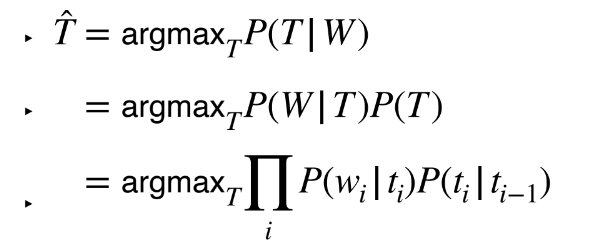 ‣ T̂ = argmax_T P(T|W)
‣ = argmax_T P(W|T)P(T)
‣ = argmax_T ∏_i P(w_i|t_i)P(t_i|t_{i−1})